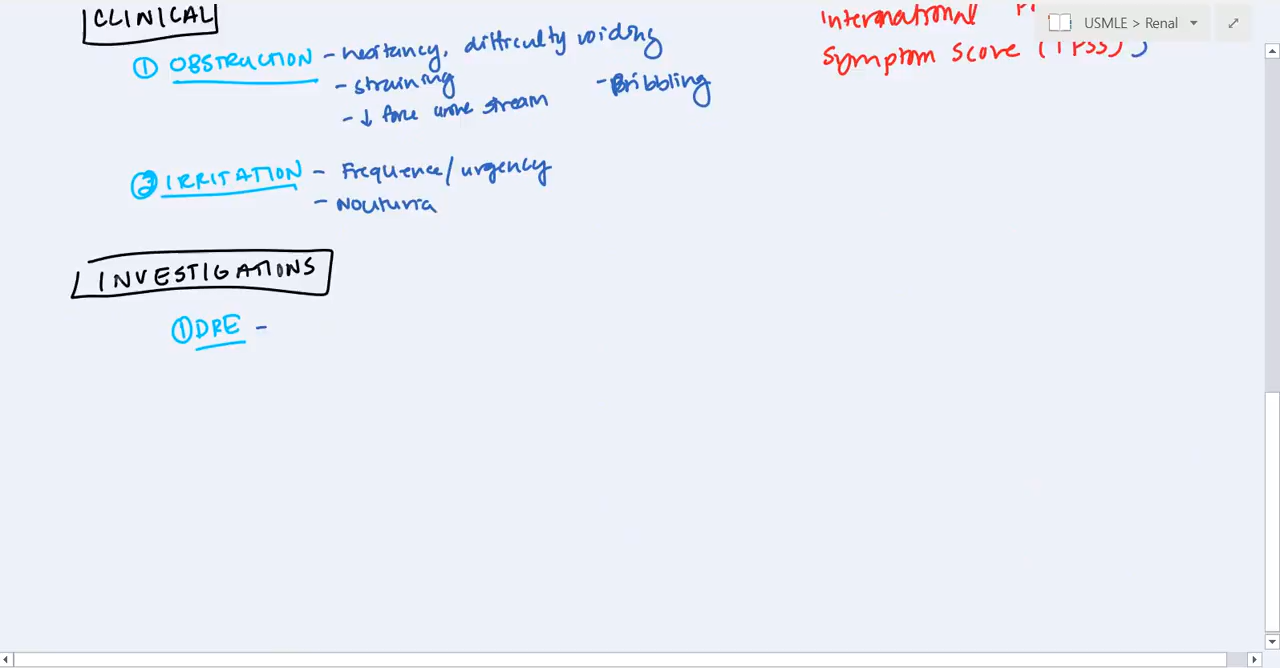 CLINICAL
International
USMLE > Renal
① OBSTRUCTION - hesitancy, difficulty voiding
Symptom Score (IPSS)
- straining - Dribbling
- ↓ force urine stream
② IRRITATION - Frequence/urgency
- Nocturia
INVESTIGATIONS
① DRE -